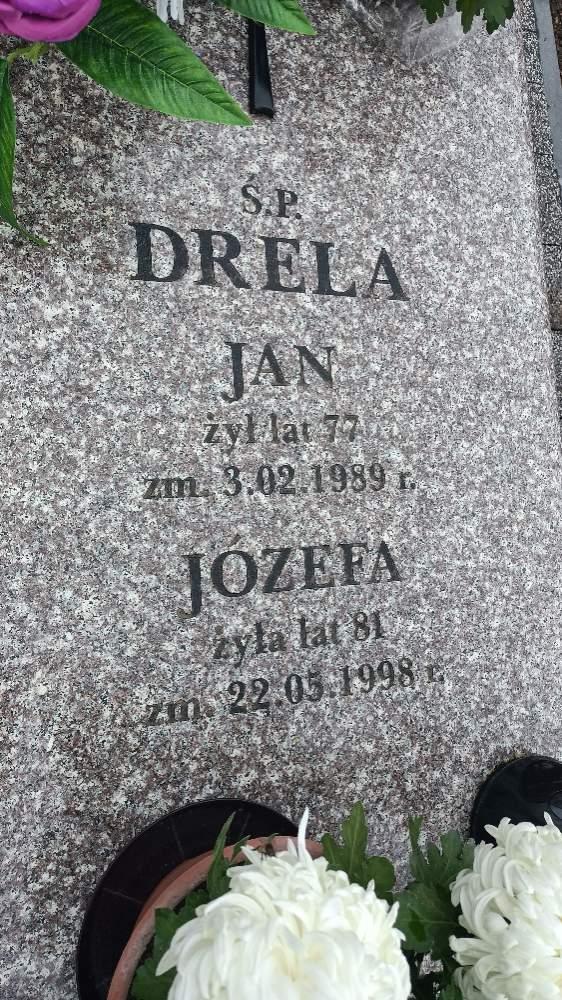 Ś.P.
DRELA
JAN
żył lat 77
zm. 3.02.1989 r.
JÓZEFA
żyła lat 81
zm. 22.05.1998 r.